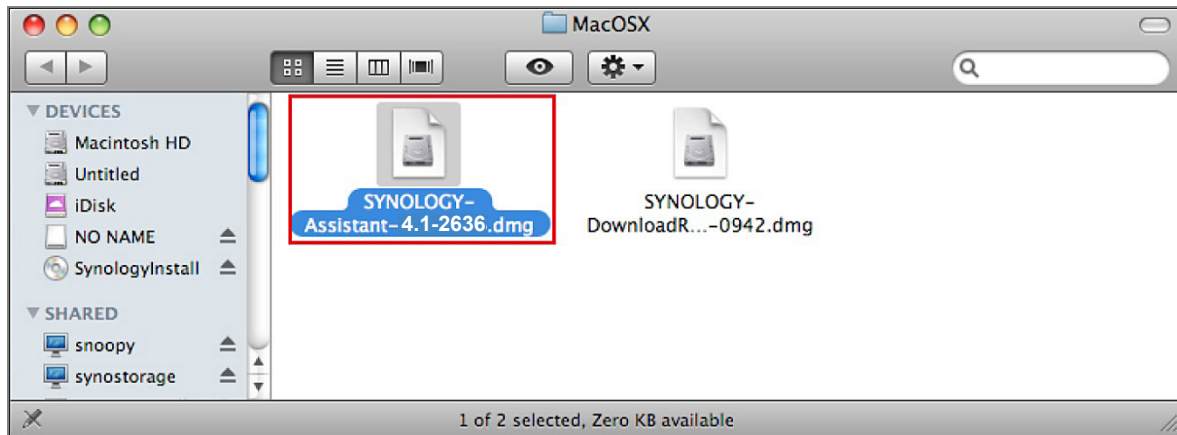 MacOSX
DEVICES
Macintosh HD
Untitled
iDisk
NO NAME
SynologyInstall
SHARED
snoopy
synostorage
SYNOLOGY-
Assistant-4.1-2636.dmg
SYNOLOGY-
DownloadR...-0942.dmg
1 of 2 selected, Zero KB available